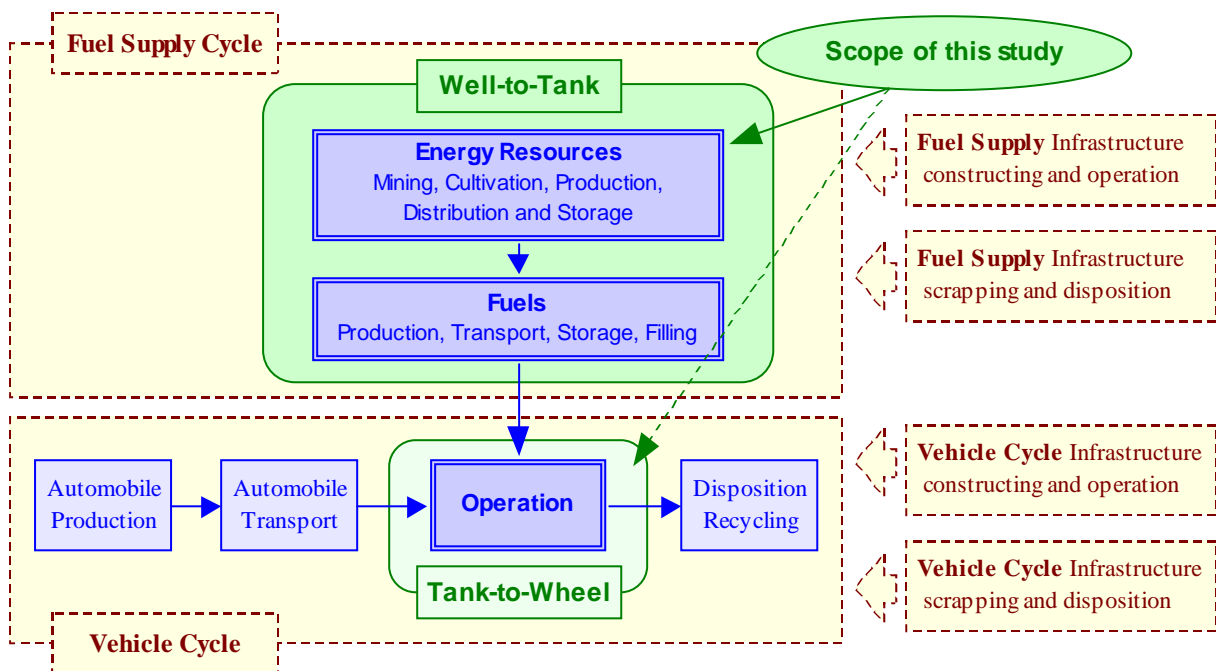 Fuel Supply Cycle
Scope of this study
Well-to-Tank
Energy Resources
Mining, Cultivation, Production,
Distribution and Storage
Fuel Supply Infrastructure
constructing and operation
Fuel Supply Infrastructure
scrapping and disposition
Fuels
Production, Transport, Storage, Filling
Automobile
Production
Automobile
Transport
Operation
Disposition
Recycling
Tank-to-Wheel
Vehicle Cycle Infrastructure
constructing and operation
Vehicle Cycle Infrastructure
scrapping and disposition
Vehicle Cycle